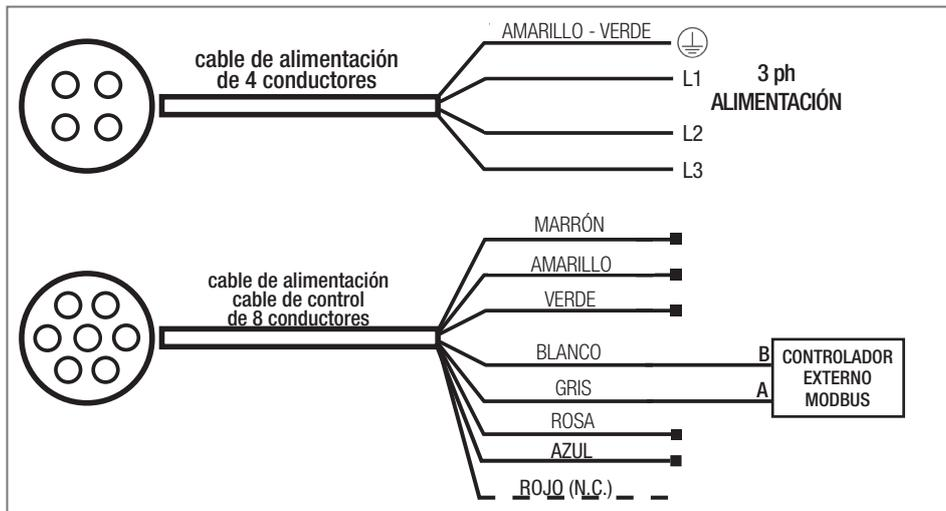 AMARILLO - VERDE
cable de alimentación
de 4 conductores
L1
3 ph
ALIMENTACIÓN
L2
L3
MARRÓN
AMARILLO
VERDE
cable de alimentación
cable de control
de 8 conductores
BLANCO
B
GRIS
A
CONTROLADOR
EXTERNO
MODBUS
ROSA
AZUL
ROJO (N.C.)